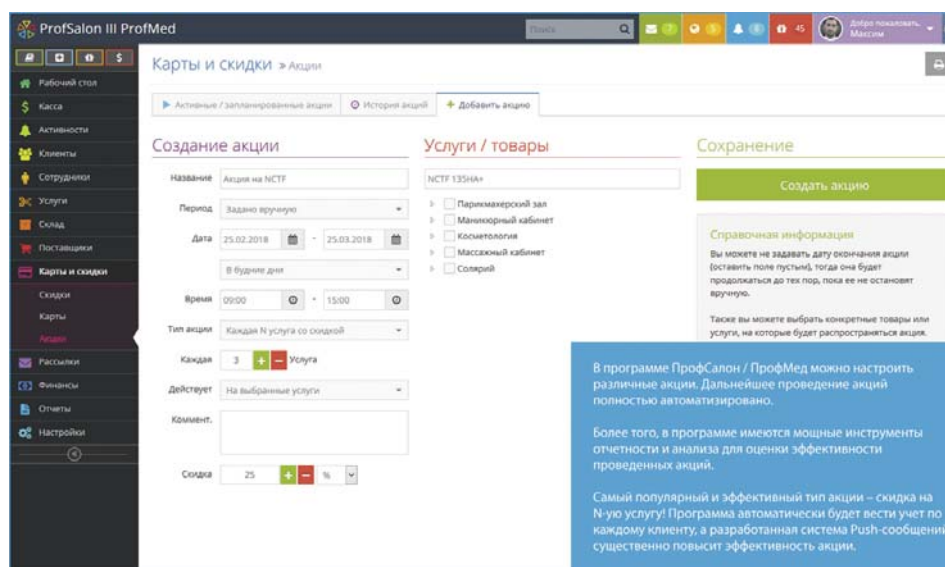 ProfSalon III ProfMed
Поиск
7
5
8
45
Добро пожаловать,
Максим
Рабочий стол
Касса
Активности
Клиенты
Сотрудники
Услуги
Склад
Поставщики
Карты и скидки
Скидки
Карты
Акции
Рассылки
Финансы
Отчеты
Настройки
Карты и скидки » Акции
Активные / запланированные акции
История акций
Добавить акцию
Создание акции
Название Акция на NCTF
Период Задано вручную
Дата 25.02.2018 - 25.03.2018
В будние дни
Время 09:00 - 15:00
Тип акции Каждая N услуга со скидкой
Каждая 3 + – Услуга
Действует На выбранные услуги
Коммент.
Скидка 25 + – %
Услуги / товары
NCTF 135HA+
Парикмахерский зал
Маникюрный кабинет
Косметология
Массажный кабинет
Солярий
Сохранение
Создать акцию
Справочная информация
Вы можете не задавать дату окончания акции
(оставить поле пустым), тогда она будет
продолжаться до тех пор, пока ее не остановят
вручную.
Также вы можете выбрать конкретные товары или
услуги, на которые будет распространяться акция.
В программе ПрофСалон / ПрофМед можно настроить
различные акции. Дальнейшее проведение акций
полностью автоматизировано.
Более того, в программе имеются мощные инструменты
отчетности и анализа для оценки эффективности
проведенных акций.
Самый популярный и эффективный тип акции – скидка на
N-ую услугу! Программа автоматически будет вести учет по
каждому клиенту, а разработанная система Push-сообщений
существенно повысит эффективность акции.